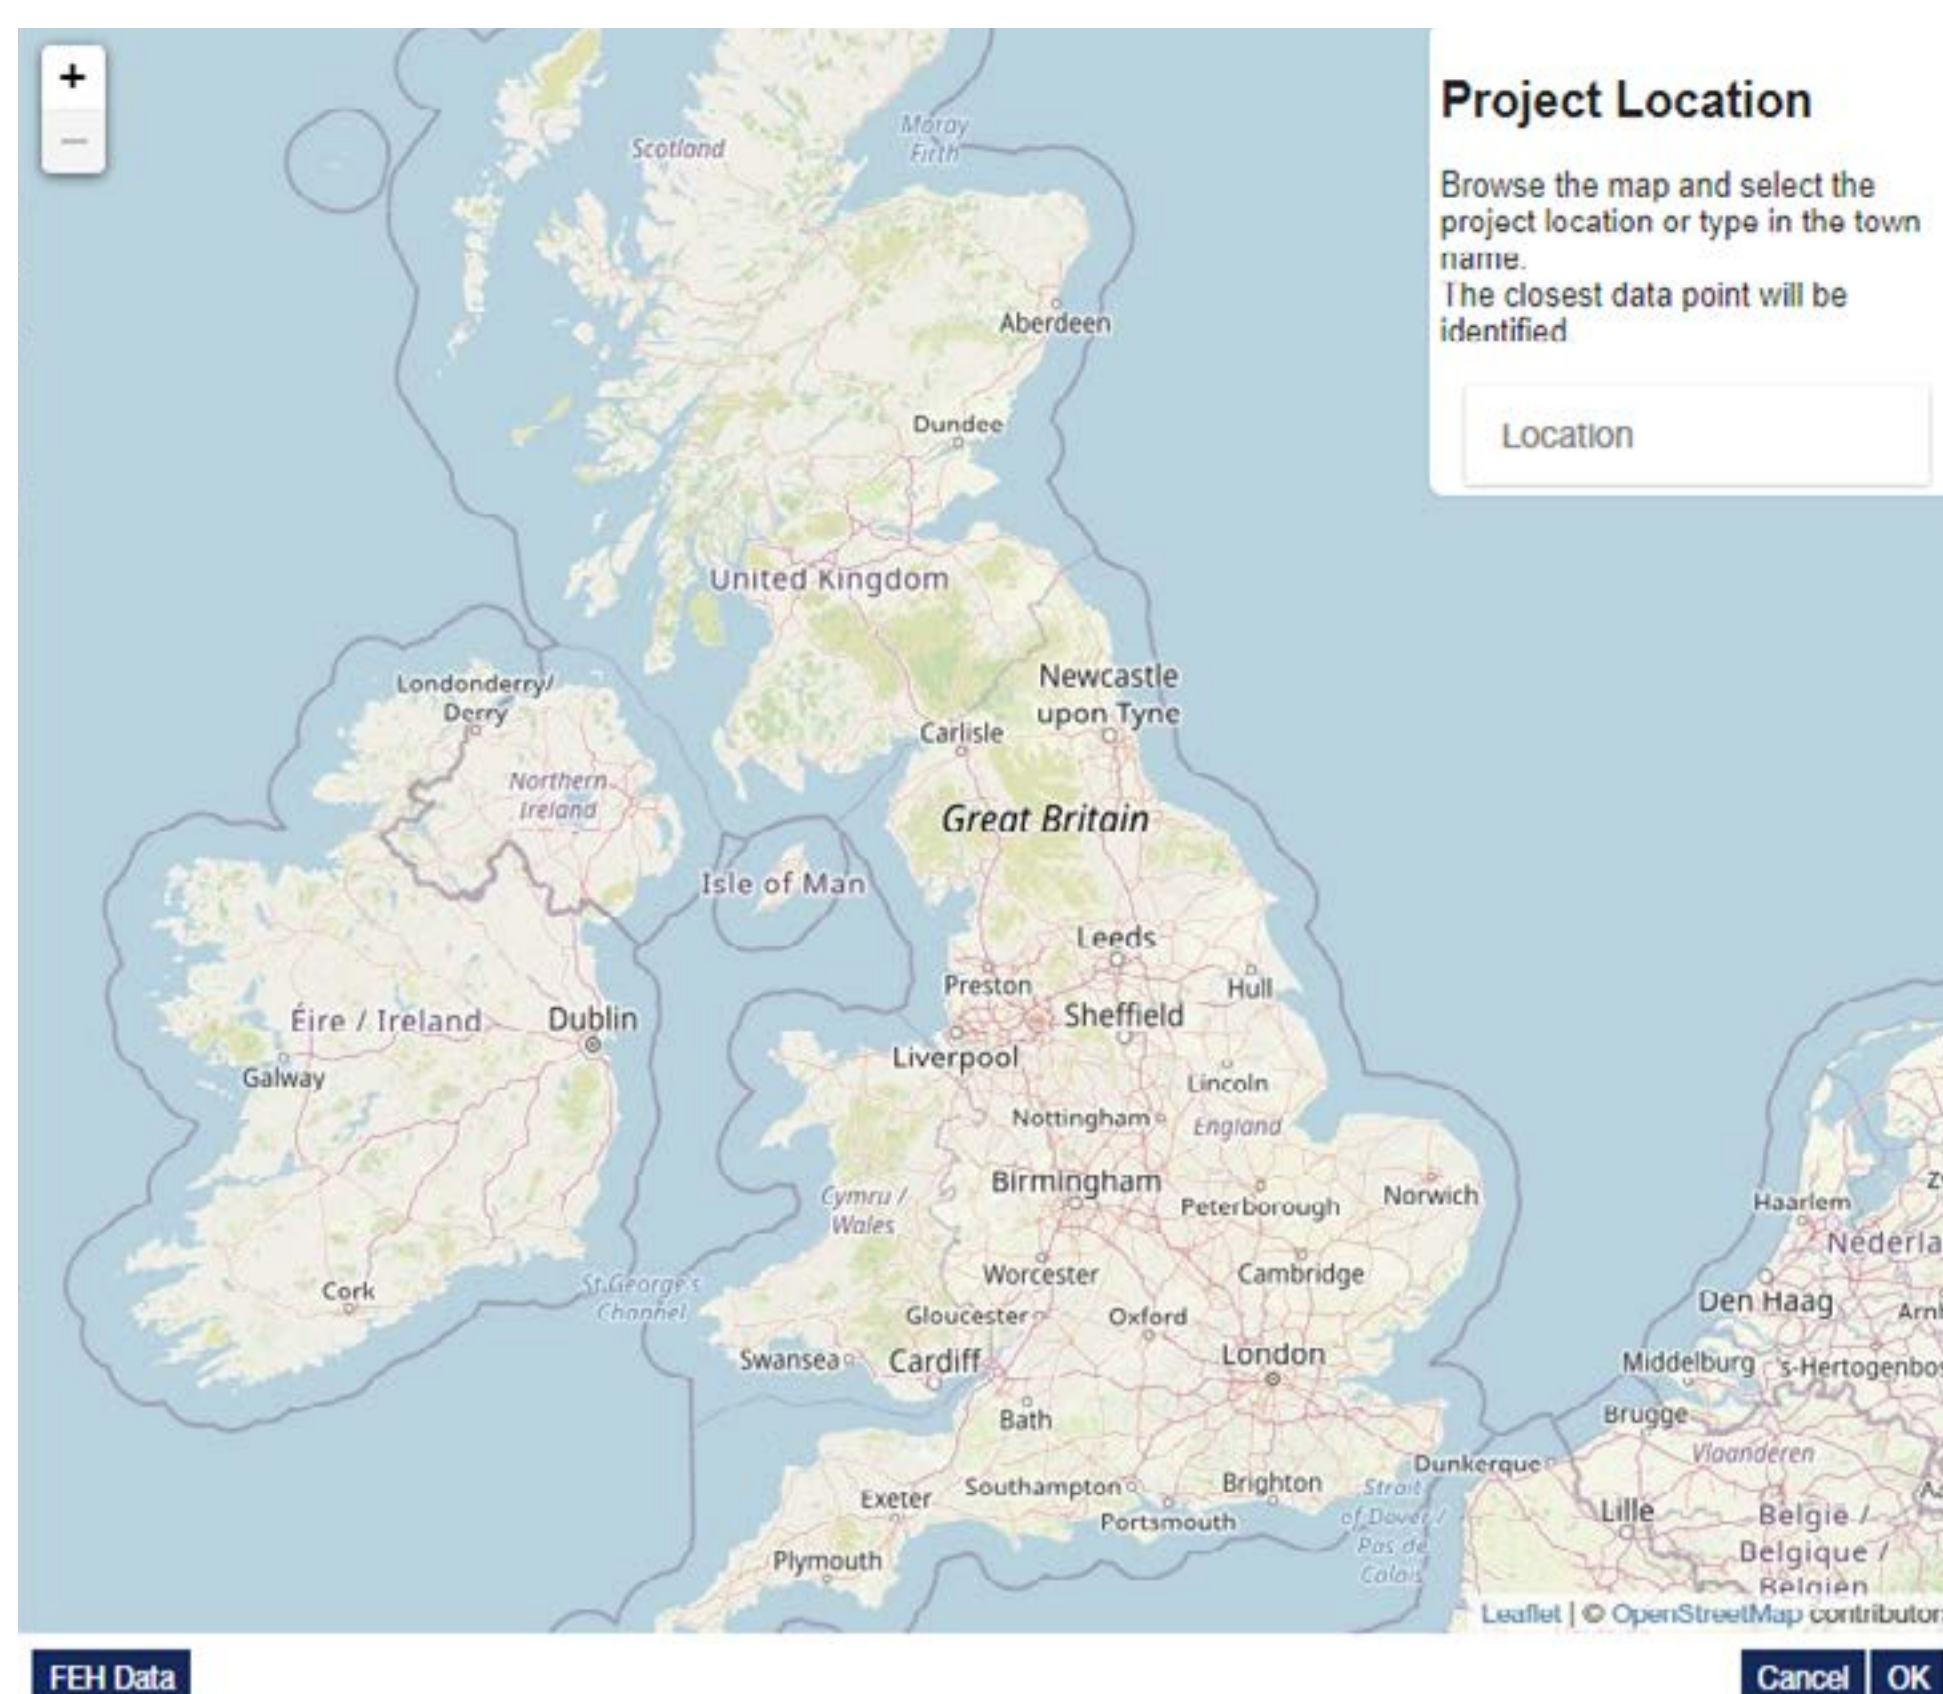 +
−
Project Location
Browse the map and select the
project location or type in the town
name.
The closest data point will be
identified.
Location
Scotland
Moray
Firth
Aberdeen
Dundee
United Kingdom
Londonderry/
Derry
Newcastle
upon Tyne
Carlisle
Northern
Ireland
Great Britain
Isle of Man
Leeds
Preston
Hull
Éire / Ireland
Dublin
Sheffield
Liverpool
Galway
Lincoln
Nottingham
England
Birmingham
Peterborough
Norwich
Cymru /
Wales
Haarlem
Nederla
Worcester
Cambridge
St George's
Channel
Cork
Gloucester
Oxford
Den Haag
Arnh
Swansea
Cardiff
London
Middelburg
's-Hertogenbos
Bath
Brugge
Vlaanderen
Dunkerque
Exeter
Southampton
Brighton
Portsmouth
Strait
of Dover /
Pas de
Calais
Lille
België /
Belgique /
Belgien
Plymouth
Leaflet | © OpenStreetMap contributor
FEH Data
Cancel
OK